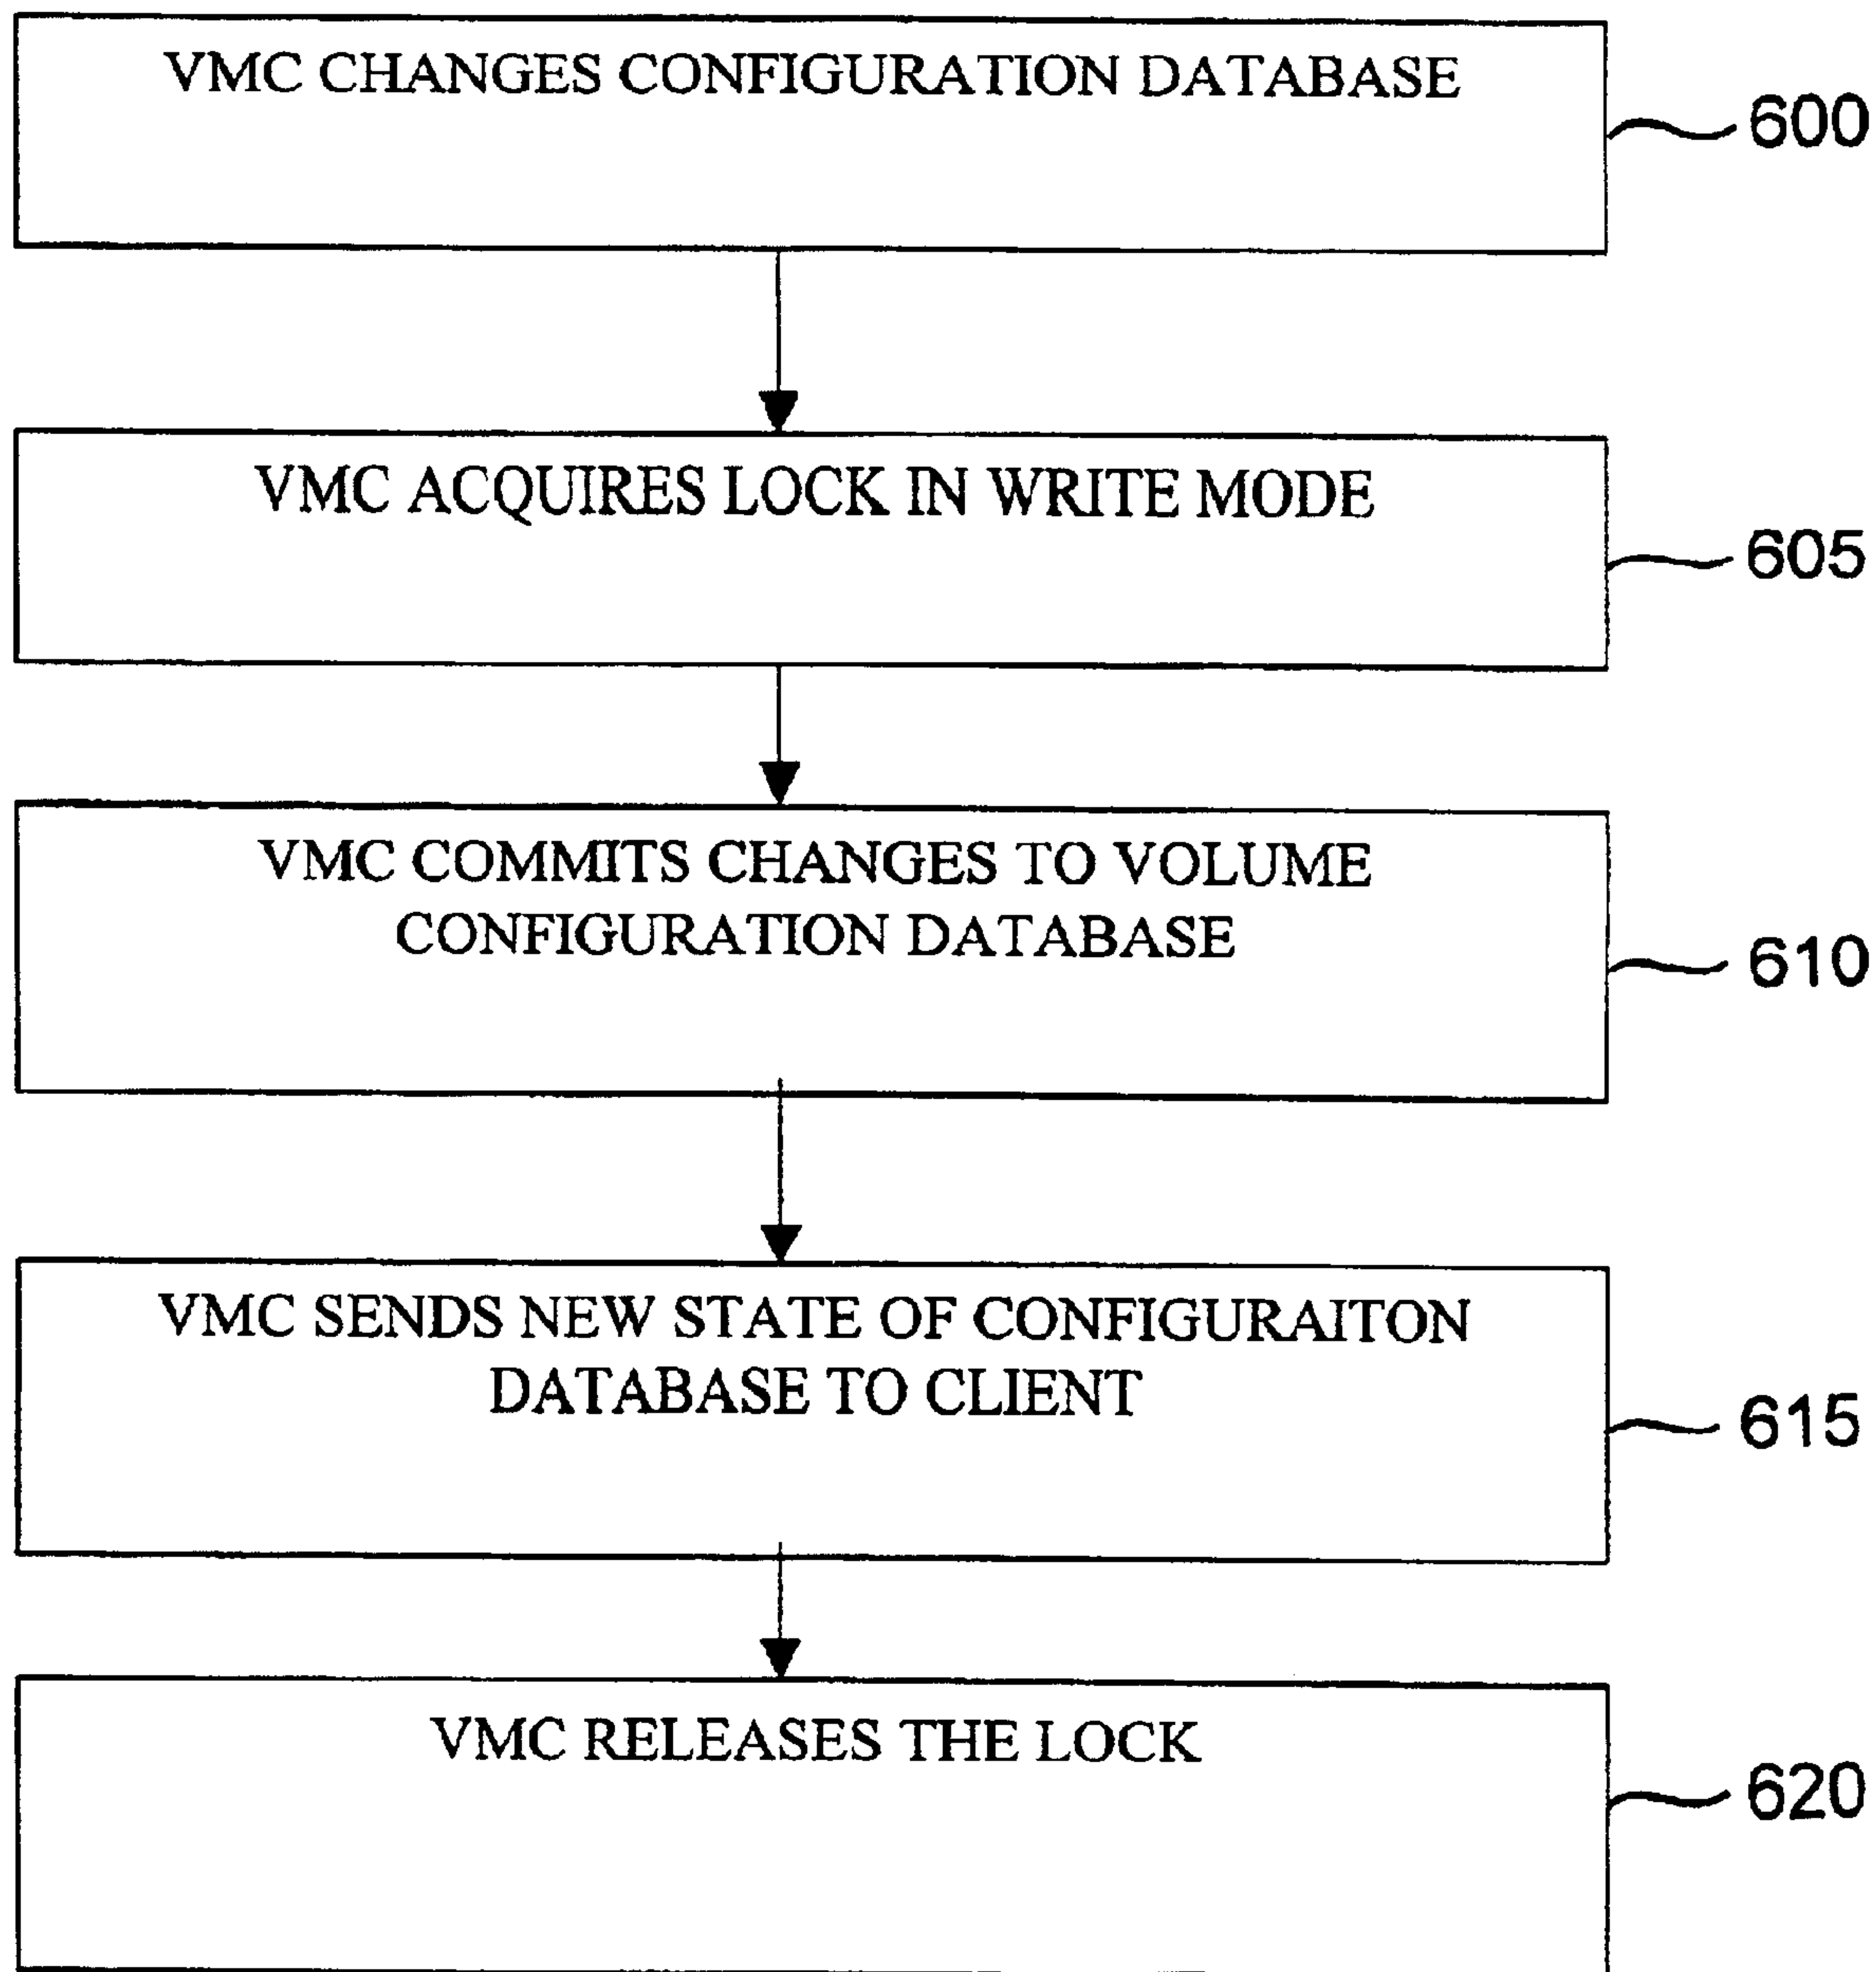 VMC CHANGES CONFIGURATION DATABASE
600
VMC ACQUIRES LOCK IN WRITE MODE
605
VMC COMMITS CHANGES TO VOLUME
CONFIGURATION DATABASE
610
VMC SENDS NEW STATE OF CONFIGURAITON
DATABASE TO CLIENT
615
VMC RELEASES THE LOCK
620